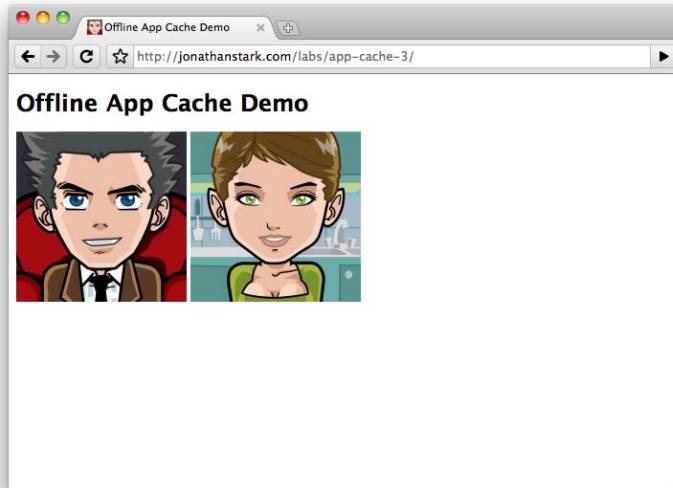 Offline App Cache Demo
http://jonathanstark.com/labs/app-cache-3/
Offline App Cache Demo